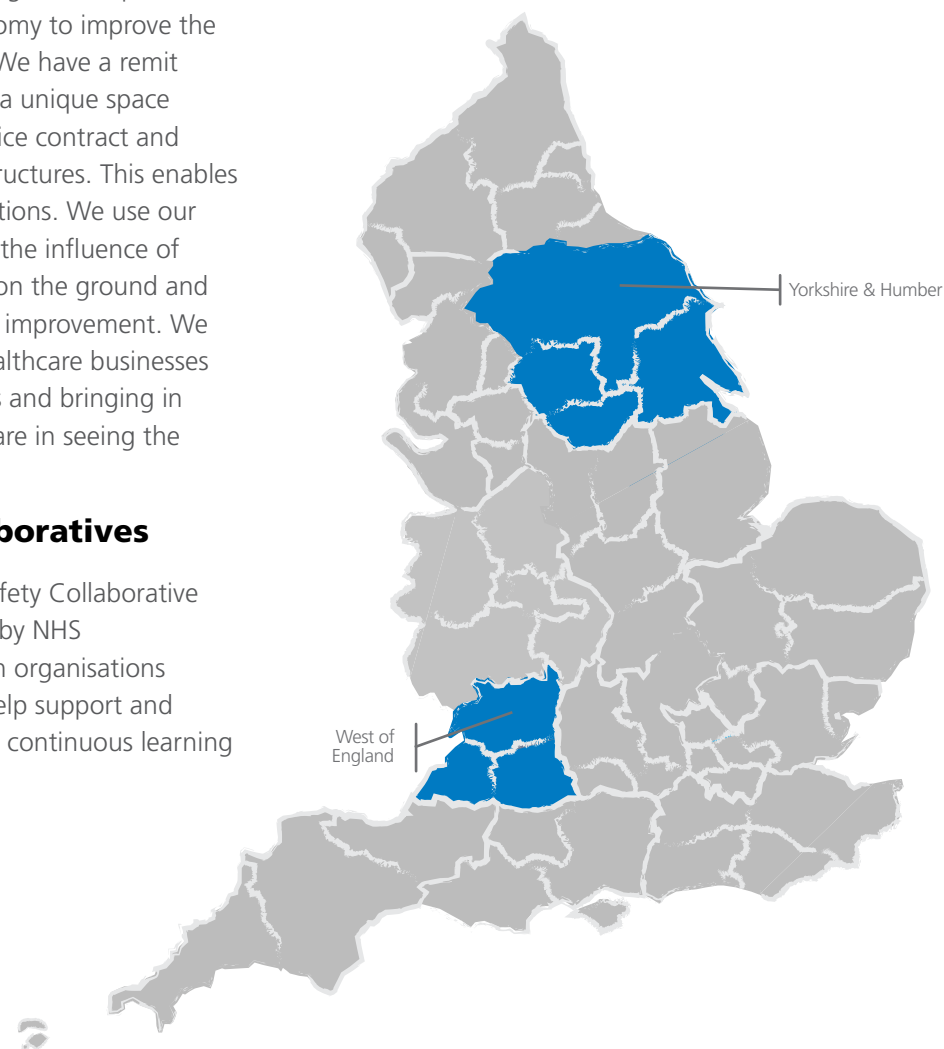 omy to improve the
We have a remit
a unique space
ice contract and
ructures. This enables
tions. We use our
the influence of
on the ground and
improvement. We
althcare businesses
s and bringing in
are in seeing the
boratives
fety Collaborative
by NHS
n organisations
elp support and
continuous learning
Yorkshire & Humber
West of
England